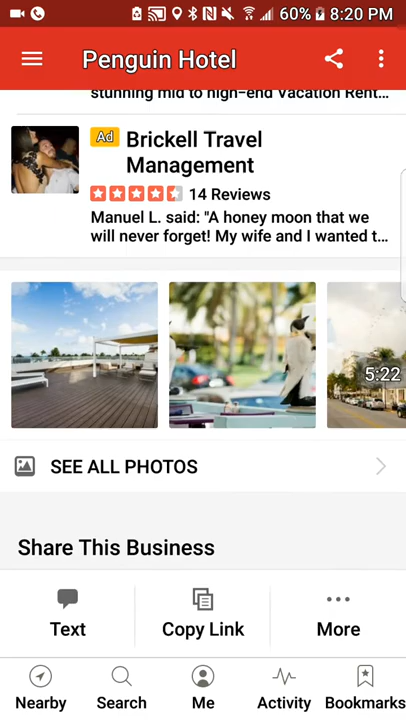 60% 8:20 PM
Penguin Hotel
stunning mid to high-end Vacation Rent...
Ad Brickell Travel
Management
14 Reviews
Manuel L. said: "A honey moon that we
will never forget! My wife and I wanted t...
5:22
SEE ALL PHOTOS
Share This Business
Text Copy Link More
Nearby Search Me Activity Bookmarks